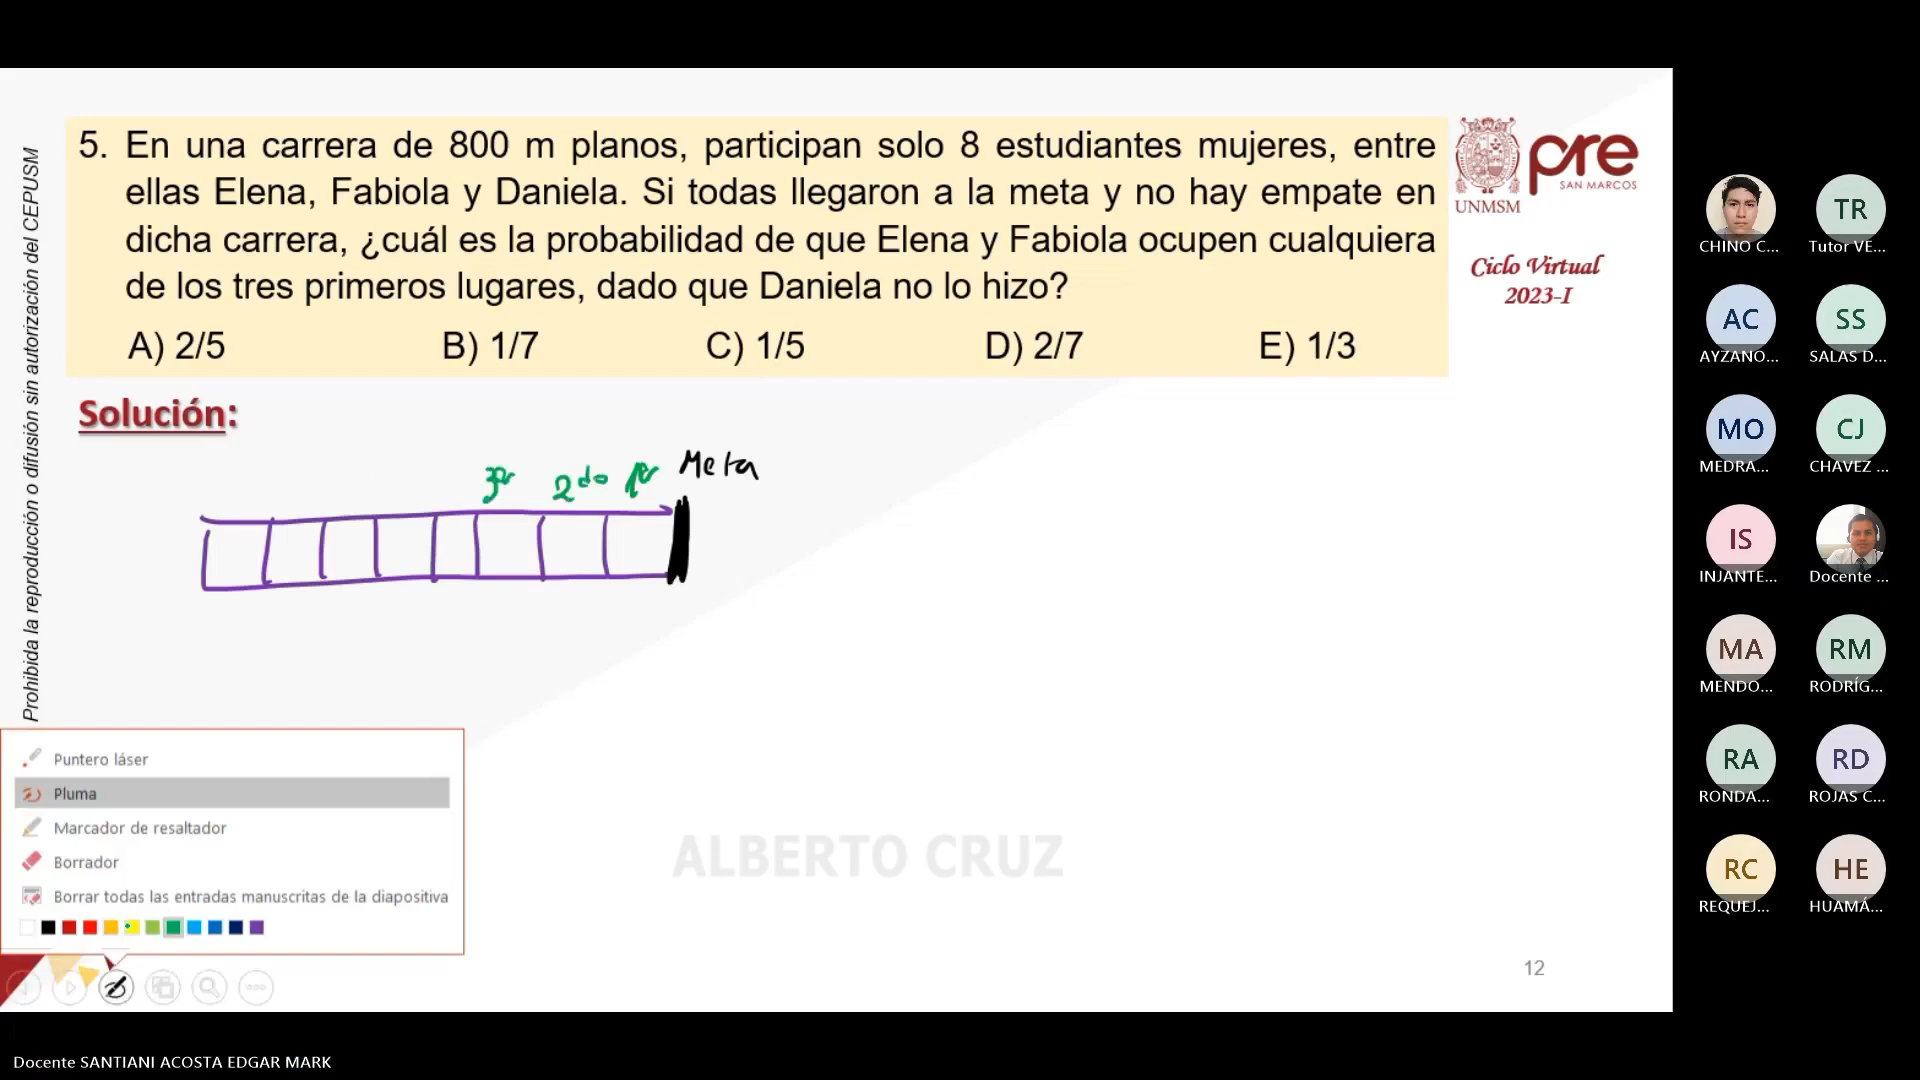 Prohibida la reproducción o difusión sin autorización del CEPUSM
5. En una carrera de 800 m planos, participan solo 8 estudiantes mujeres, entre
ellas Elena, Fabiola y Daniela. Si todas llegaron a la meta y no hay empate en
dicha carrera, ¿cuál es la probabilidad de que Elena y Fabiola ocupen cualquiera
de los tres primeros lugares, dado que Daniela no lo hizo?
A) 2/5 B) 1/7 C) 1/5 D) 2/7 E) 1/3
UNMSM
pre
SAN MARCOS
Ciclo Virtual
2023-I
Solución:
3er 2do 1er Meta
Puntero láser
Pluma
Marcador de resaltador
Borrador
Borrar todas las entradas manuscritas de la diapositiva
ALBERTO CRUZ
12
CHINO C...
TR
Tutor VE...
AC
AYZANO...
SS
SALAS D...
MO
MEDRA...
CJ
CHAVEZ ...
IS
INJANTE...
Docente ...
MA
MENDO...
RM
RODRÍG...
RA
RONDA...
RD
ROJAS C...
RC
REQUEJ...
HE
HUAMÁ...
Docente SANTIANI ACOSTA EDGAR MARK